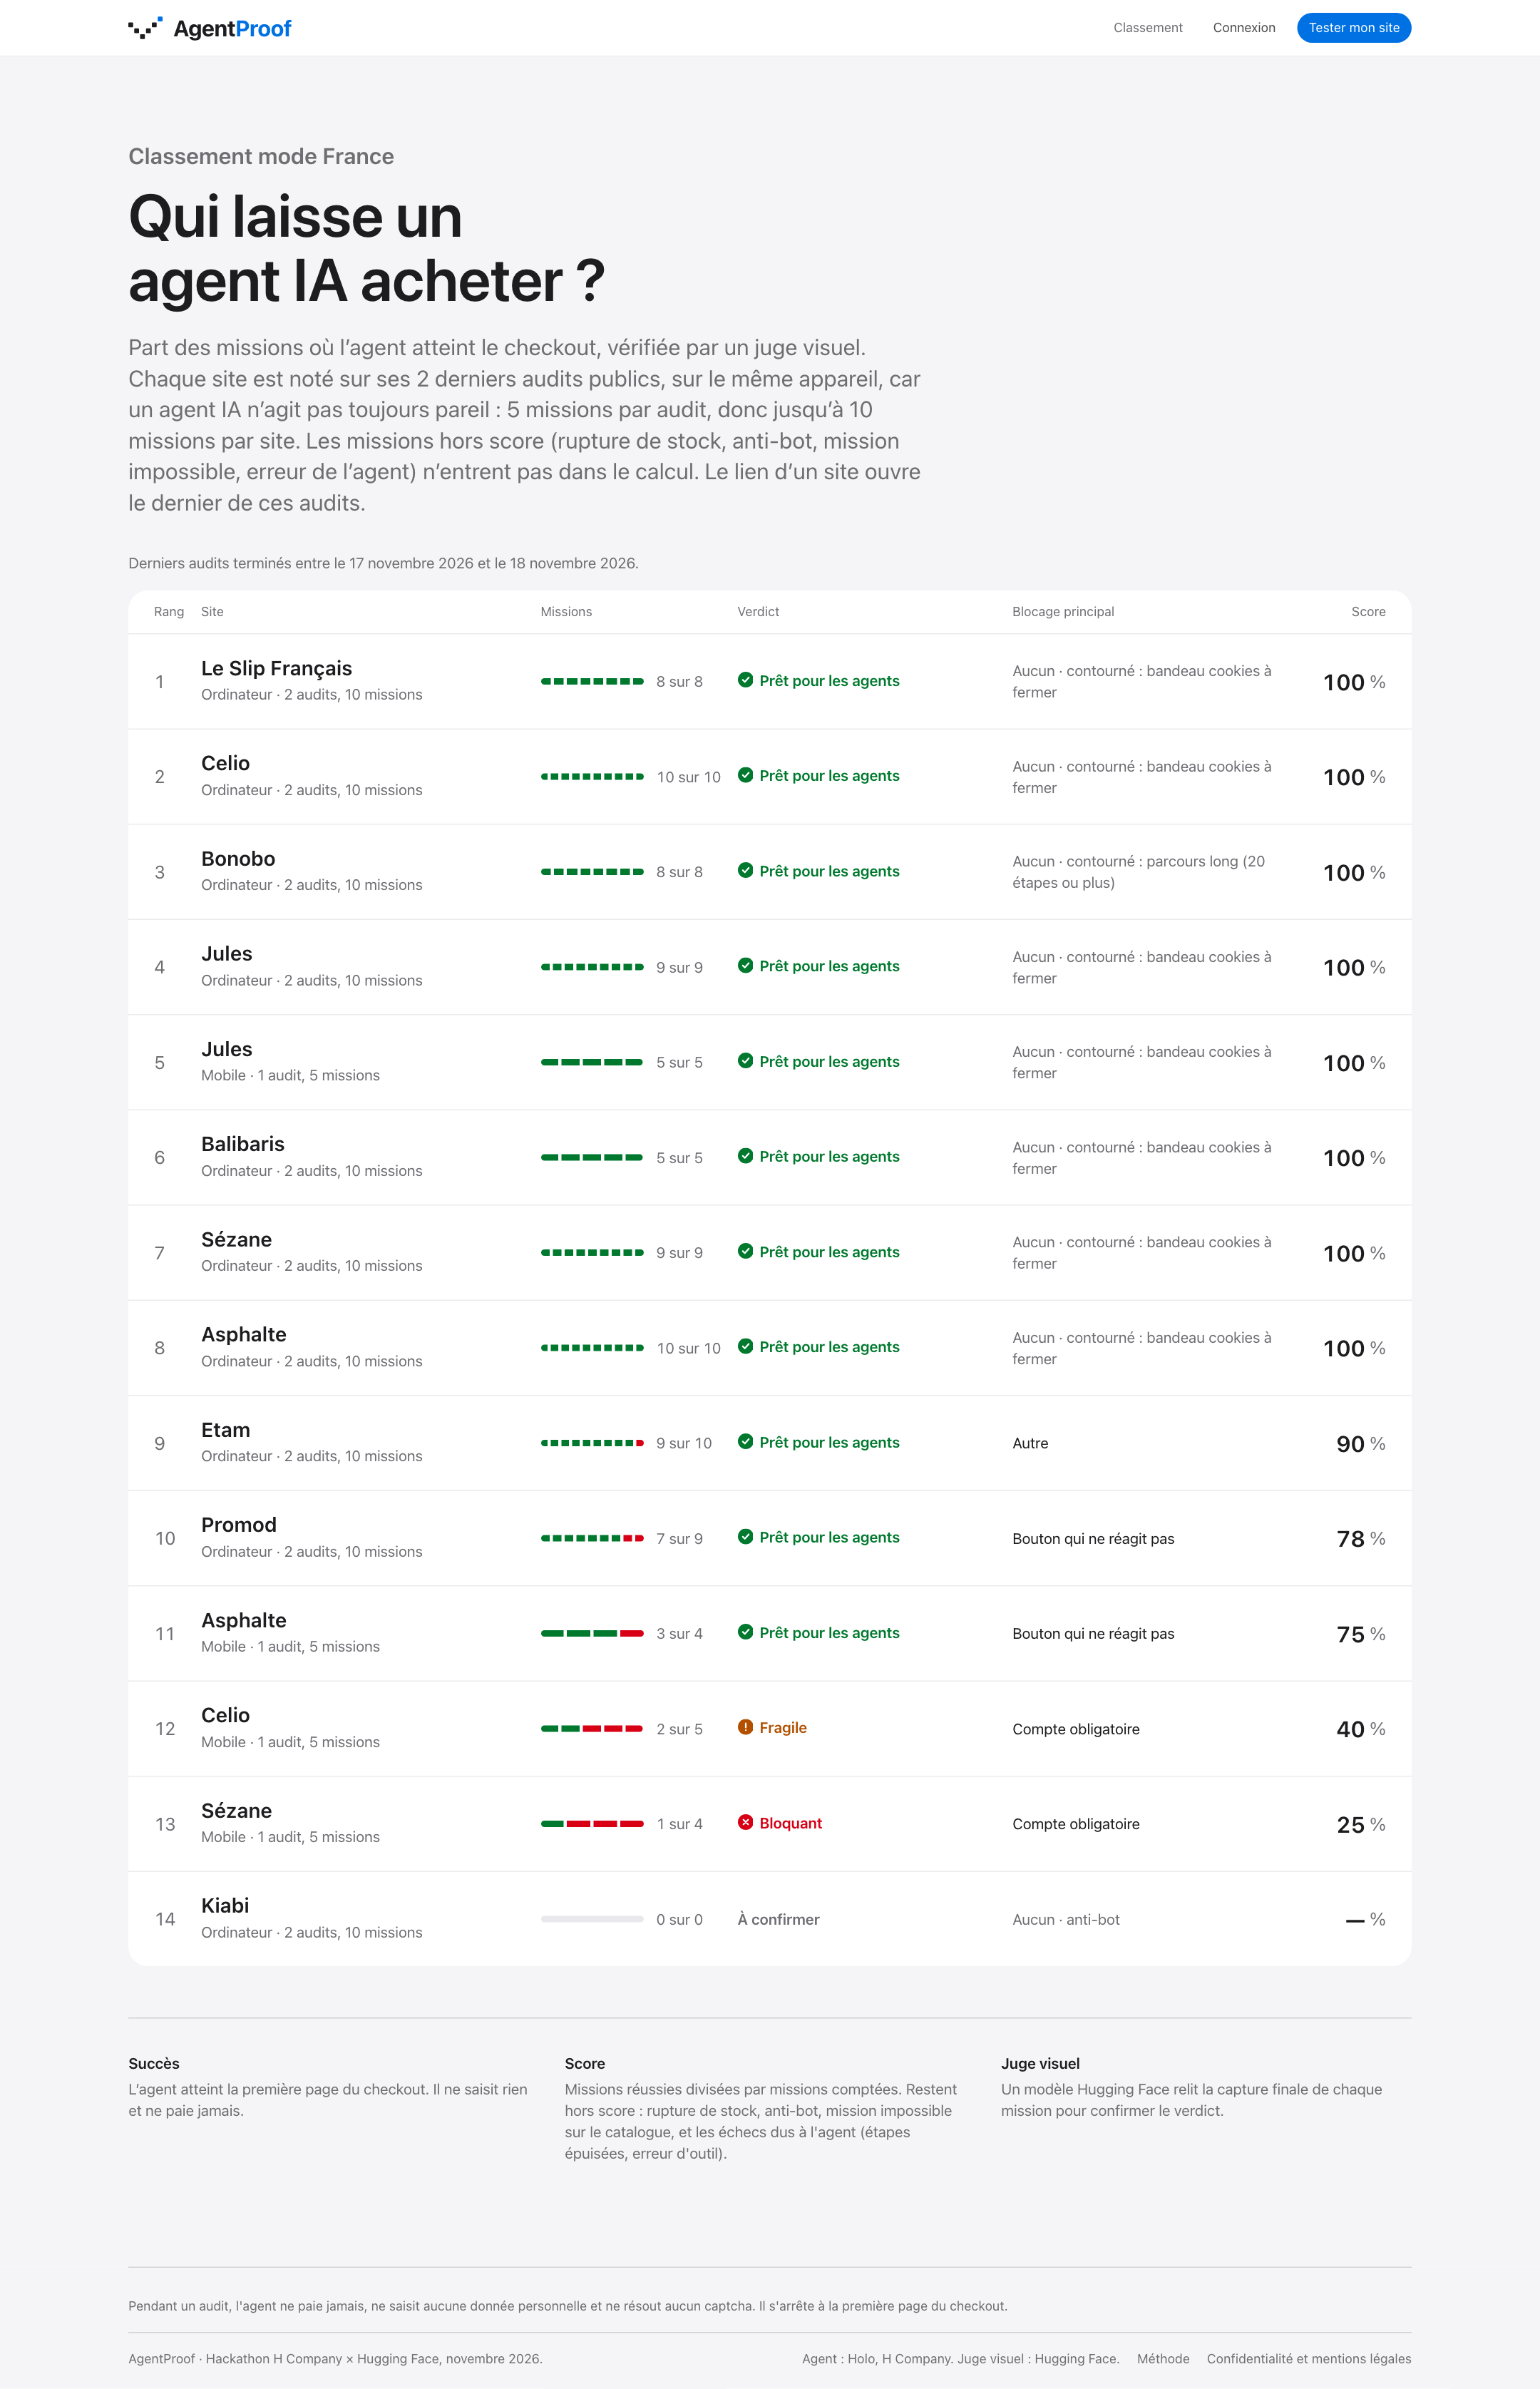 AgentProof
Classement
Connexion
Tester mon site
Classement mode France
Qui laisse un
agent IA acheter ?
Part des missions où l’agent atteint le checkout, vérifiée par un juge visuel.
Chaque site est noté sur ses 2 derniers audits publics, sur le même appareil, car
un agent IA n’agit pas toujours pareil : 5 missions par audit, donc jusqu’à 10
missions par site. Les missions hors score (rupture de stock, anti-bot, mission
impossible, erreur de l’agent) n’entrent pas dans le calcul. Le lien d’un site ouvre
le dernier de ces audits.
Derniers audits terminés entre le 17 novembre 2026 et le 18 novembre 2026.
Rang Site Missions Verdict Blocage principal Score
1
Le Slip Français
Ordinateur · 2 audits, 10 missions
8 sur 8
Prêt pour les agents
Aucun · contourné : bandeau cookies à
fermer
100 %
2
Celio
Ordinateur · 2 audits, 10 missions
10 sur 10
Prêt pour les agents
Aucun · contourné : bandeau cookies à
fermer
100 %
3
Bonobo
Ordinateur · 2 audits, 10 missions
8 sur 8
Prêt pour les agents
Aucun · contourné : parcours long (20
étapes ou plus)
100 %
4
Jules
Ordinateur · 2 audits, 10 missions
9 sur 9
Prêt pour les agents
Aucun · contourné : bandeau cookies à
fermer
100 %
5
Jules
Mobile · 1 audit, 5 missions
5 sur 5
Prêt pour les agents
Aucun · contourné : bandeau cookies à
fermer
100 %
6
Balibaris
Ordinateur · 2 audits, 10 missions
5 sur 5
Prêt pour les agents
Aucun · contourné : bandeau cookies à
fermer
100 %
7
Sézane
Ordinateur · 2 audits, 10 missions
9 sur 9
Prêt pour les agents
Aucun · contourné : bandeau cookies à
fermer
100 %
8
Asphalte
Ordinateur · 2 audits, 10 missions
10 sur 10
Prêt pour les agents
Aucun · contourné : bandeau cookies à
fermer
100 %
9
Etam
Ordinateur · 2 audits, 10 missions
9 sur 10
Prêt pour les agents
Autre
90 %
10
Promod
Ordinateur · 2 audits, 10 missions
7 sur 9
Prêt pour les agents
Bouton qui ne réagit pas
78 %
11
Asphalte
Mobile · 1 audit, 5 missions
3 sur 4
Prêt pour les agents
Bouton qui ne réagit pas
75 %
12
Celio
Mobile · 1 audit, 5 missions
2 sur 5
Fragile
Compte obligatoire
40 %
13
Sézane
Mobile · 1 audit, 5 missions
1 sur 4
Bloquant
Compte obligatoire
25 %
14
Kiabi
Ordinateur · 2 audits, 10 missions
0 sur 0
À confirmer
Aucun · anti-bot
— %
Succès
L’agent atteint la première page du checkout. Il ne saisit rien
et ne paie jamais.
Score
Missions réussies divisées par missions comptées. Restent
hors score : rupture de stock, anti-bot, mission impossible
sur le catalogue, et les échecs dus à l'agent (étapes
épuisées, erreur d'outil).
Juge visuel
Un modèle Hugging Face relit la capture finale de chaque
mission pour confirmer le verdict.
Pendant un audit, l'agent ne paie jamais, ne saisit aucune donnée personnelle et ne résout aucun captcha. Il s'arrête à la première page du checkout.
AgentProof · Hackathon H Company × Hugging Face, novembre 2026.
Agent : Holo, H Company. Juge visuel : Hugging Face.
Méthode
Confidentialité et mentions légales